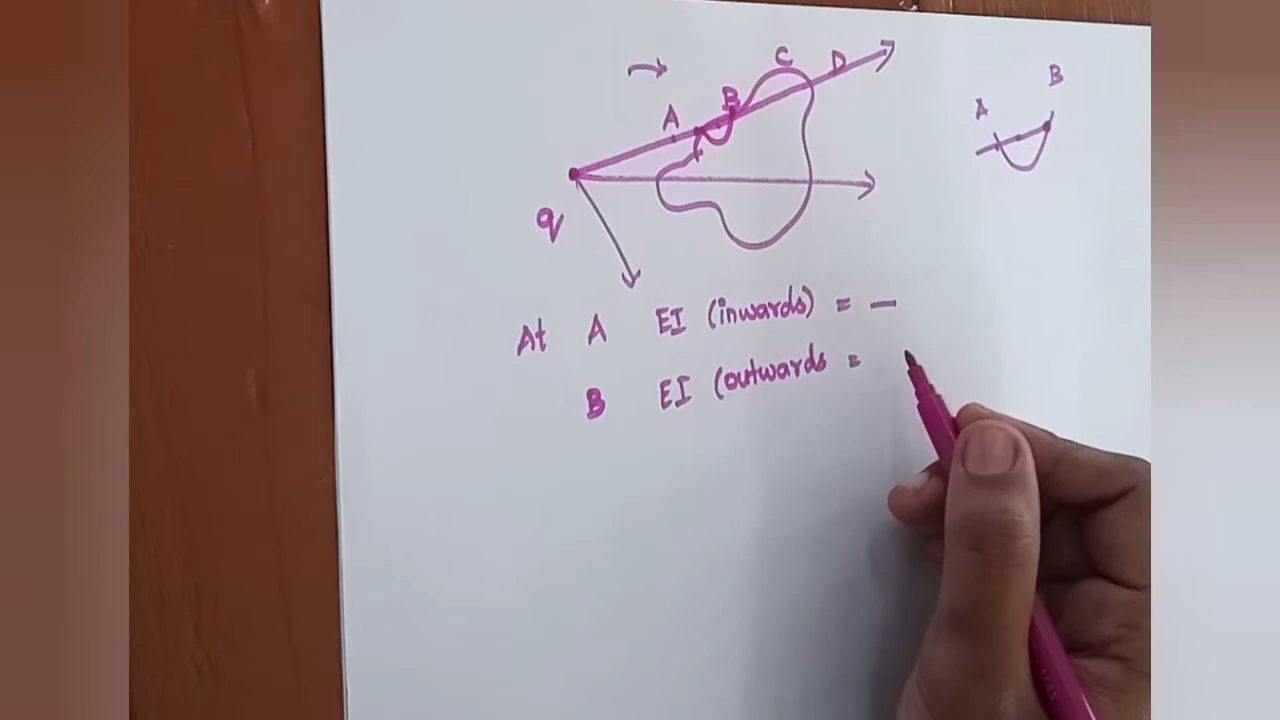 C D
B
A
A B
q
At A EI (inwards) = —
B EI (outwards =